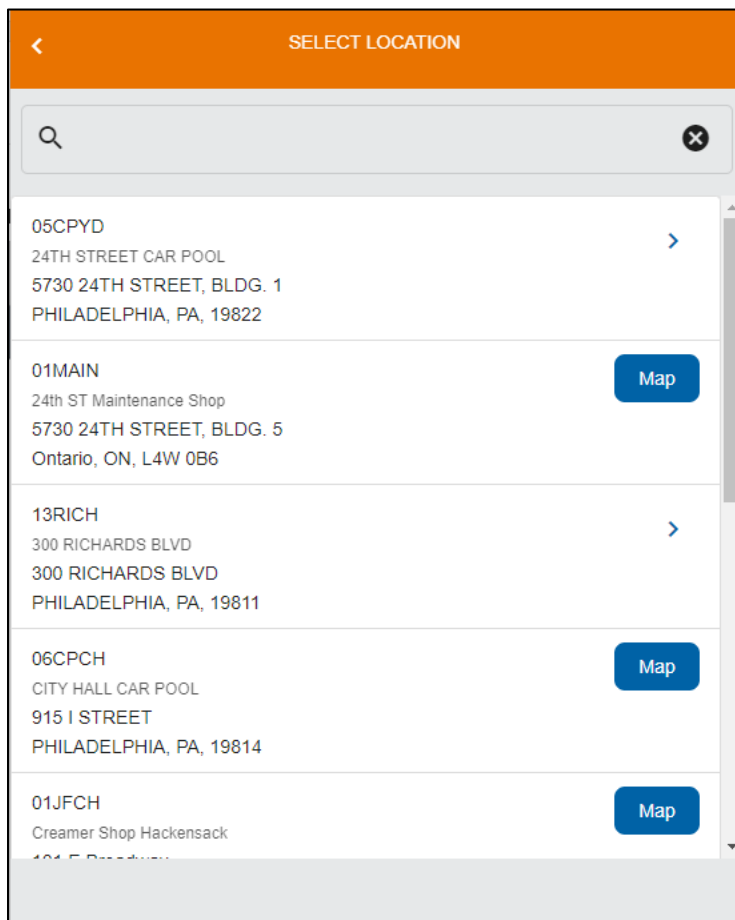 SELECT LOCATION
05CPYD
24TH STREET CAR POOL
5730 24TH STREET, BLDG. 1
PHILADELPHIA, PA, 19822
01MAIN
Map
24th ST Maintenance Shop
5730 24TH STREET, BLDG. 5
Ontario, ON, L4W 0B6
13RICH
300 RICHARDS BLVD
300 RICHARDS BLVD
PHILADELPHIA, PA, 19811
06CPCH
Map
CITY HALL CAR POOL
915 I STREET
PHILADELPHIA, PA, 19814
01JFCH
Map
Creamer Shop Hackensack